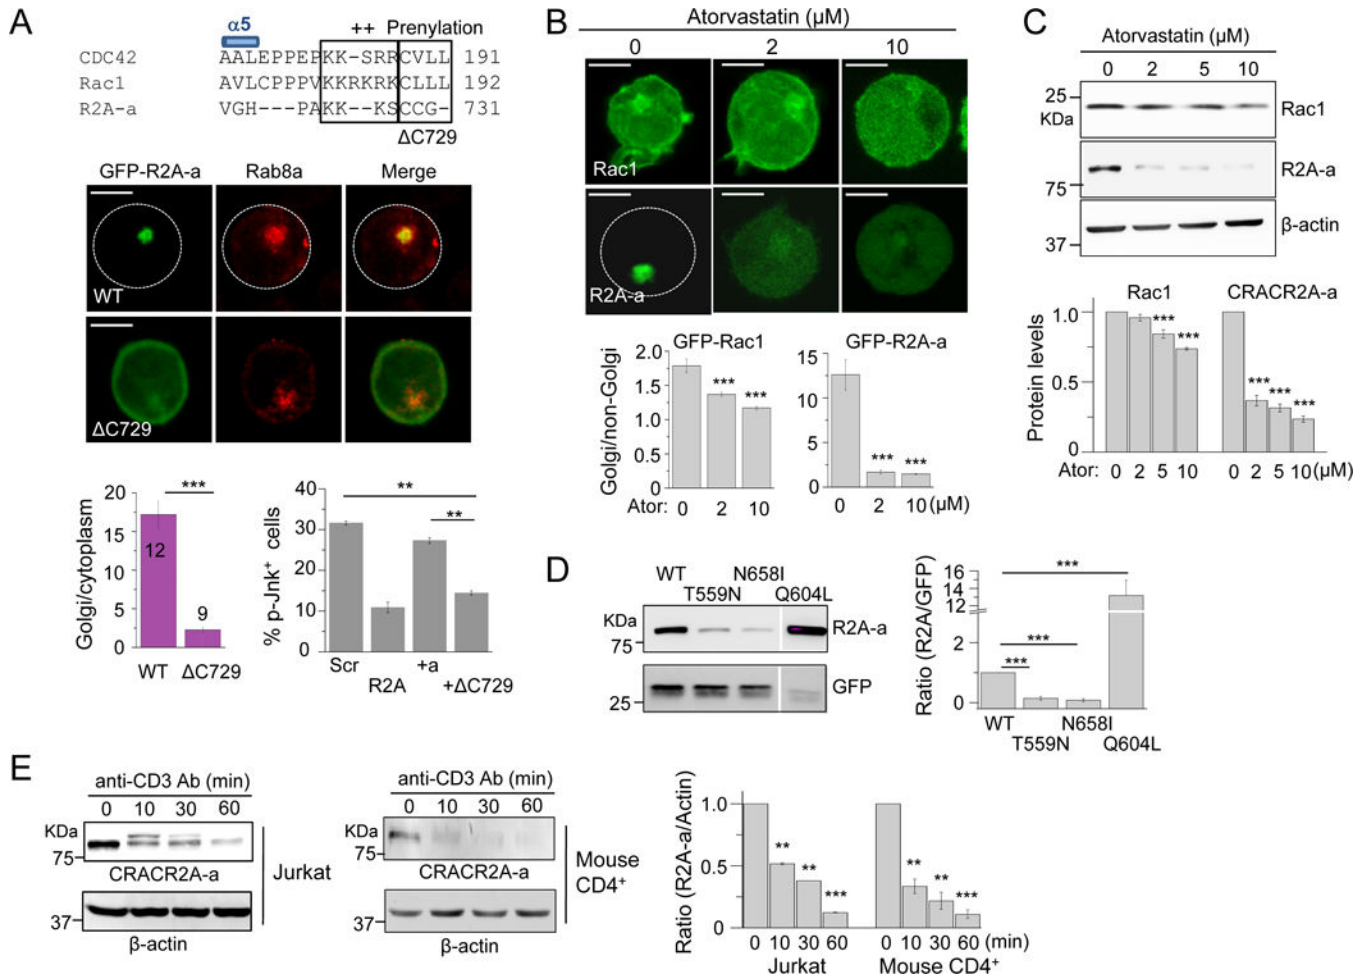 A
α5
++ Prenylation
CDC42 AALEPPEPKK-SRRCVLL 191
Rac1 AVLCPPPVKKRKRKCLLL 192
R2A-a VGH---PAKK--KSCCG- 731
ΔC729
GFP-R2A-a Rab8a Merge
WT
ΔC729
Golgi/cytoplasm
20
15
10
5
0
***
12
9
WT ΔC729
% p-Jnk⁺ cells
40
30
20
10
0
**
**
Scr R2A +a +ΔC729
B
Atorvastatin (µM)
0 2 10
Rac1
R2A-a
GFP-Rac1 GFP-R2A-a
Golgi/non-Golgi
2.0
1.5
1.0
0.5
0
*** ***
15
10
5
0
*** ***
Ator: 0 2 10 0 2 10 (µM)
C
Atorvastatin (µM)
0 2 5 10
25
KDa
Rac1
75
R2A-a
37
β-actin
Rac1 CRACR2A-a
Protein levels
1.0
0.5
0
*** ***
*** *** ***
Ator: 0 2 5 10 0 2 5 10 (µM)
D
WT T559N N658I Q604L
KDa
75
R2A-a
25
GFP
Ratio (R2A/GFP)
16
14
12
2
0
***
***
***
WT T559N N658I Q604L
E
anti-CD3 Ab (min)
0 10 30 60
KDa
75
CRACR2A-a
37
β-actin
Jurkat
anti-CD3 Ab (min)
0 10 30 60
KDa
75
CRACR2A-a
37
β-actin
Mouse
CD4⁺
Ratio (R2A-a/Actin)
1.0
0.5
0
** ** ***
** ** ***
0 10 30 60 0 10 30 60 (min)
Jurkat Mouse CD4⁺